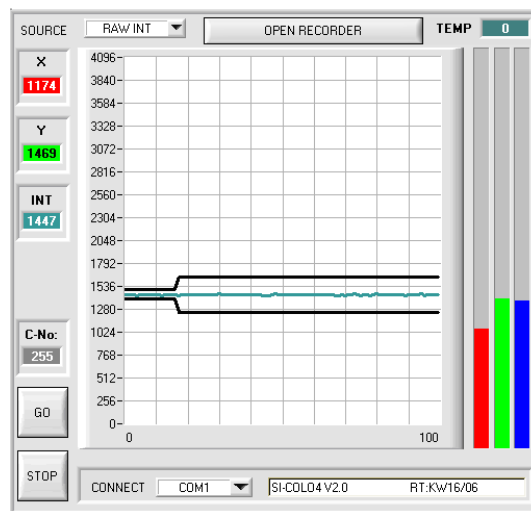 SOURCE RAW INT OPEN RECORDER TEMP 0
X
1174
Y
1469
INT
1447
C-No:
255
GO
STOP
4096
3840
3584
3328
3072
2816
2560
2304
2048
1792
1536
1280
1024
768
512
256
0
0 100
CONNECT COM1 SI-COLO4 V2.0 RT:KW16/06